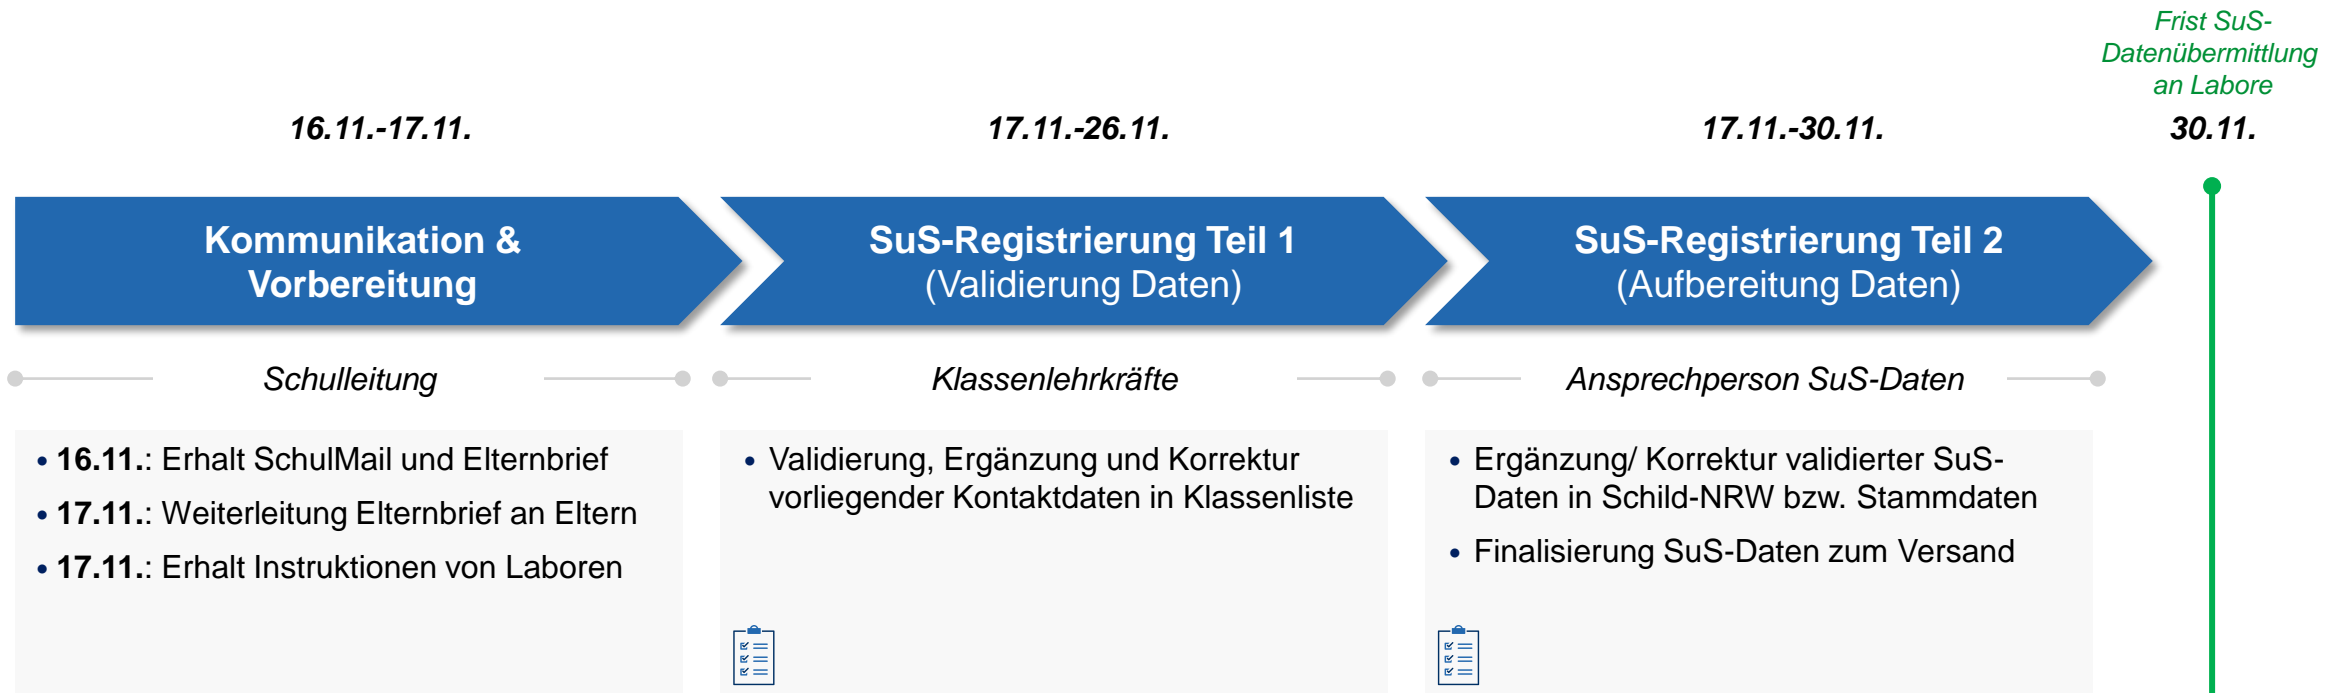 Frist SuS-
Datenübermittlung
an Labore
16.11.-17.11.
17.11.-26.11.
17.11.-30.11.
30.11.
Kommunikation &
Vorbereitung
SuS-Registrierung Teil 1
(Validierung Daten)
SuS-Registrierung Teil 2
(Aufbereitung Daten)
Schulleitung
Klassenlehrkräfte
Ansprechperson SuS-Daten
• 16.11.: Erhalt SchulMail und Elternbrief
• 17.11.: Weiterleitung Elternbrief an Eltern
• 17.11.: Erhalt Instruktionen von Laboren
• Validierung, Ergänzung und Korrektur
vorliegender Kontaktdaten in Klassenliste
• Ergänzung/ Korrektur validierter SuS-
Daten in Schild-NRW bzw. Stammdaten
• Finalisierung SuS-Daten zum Versand